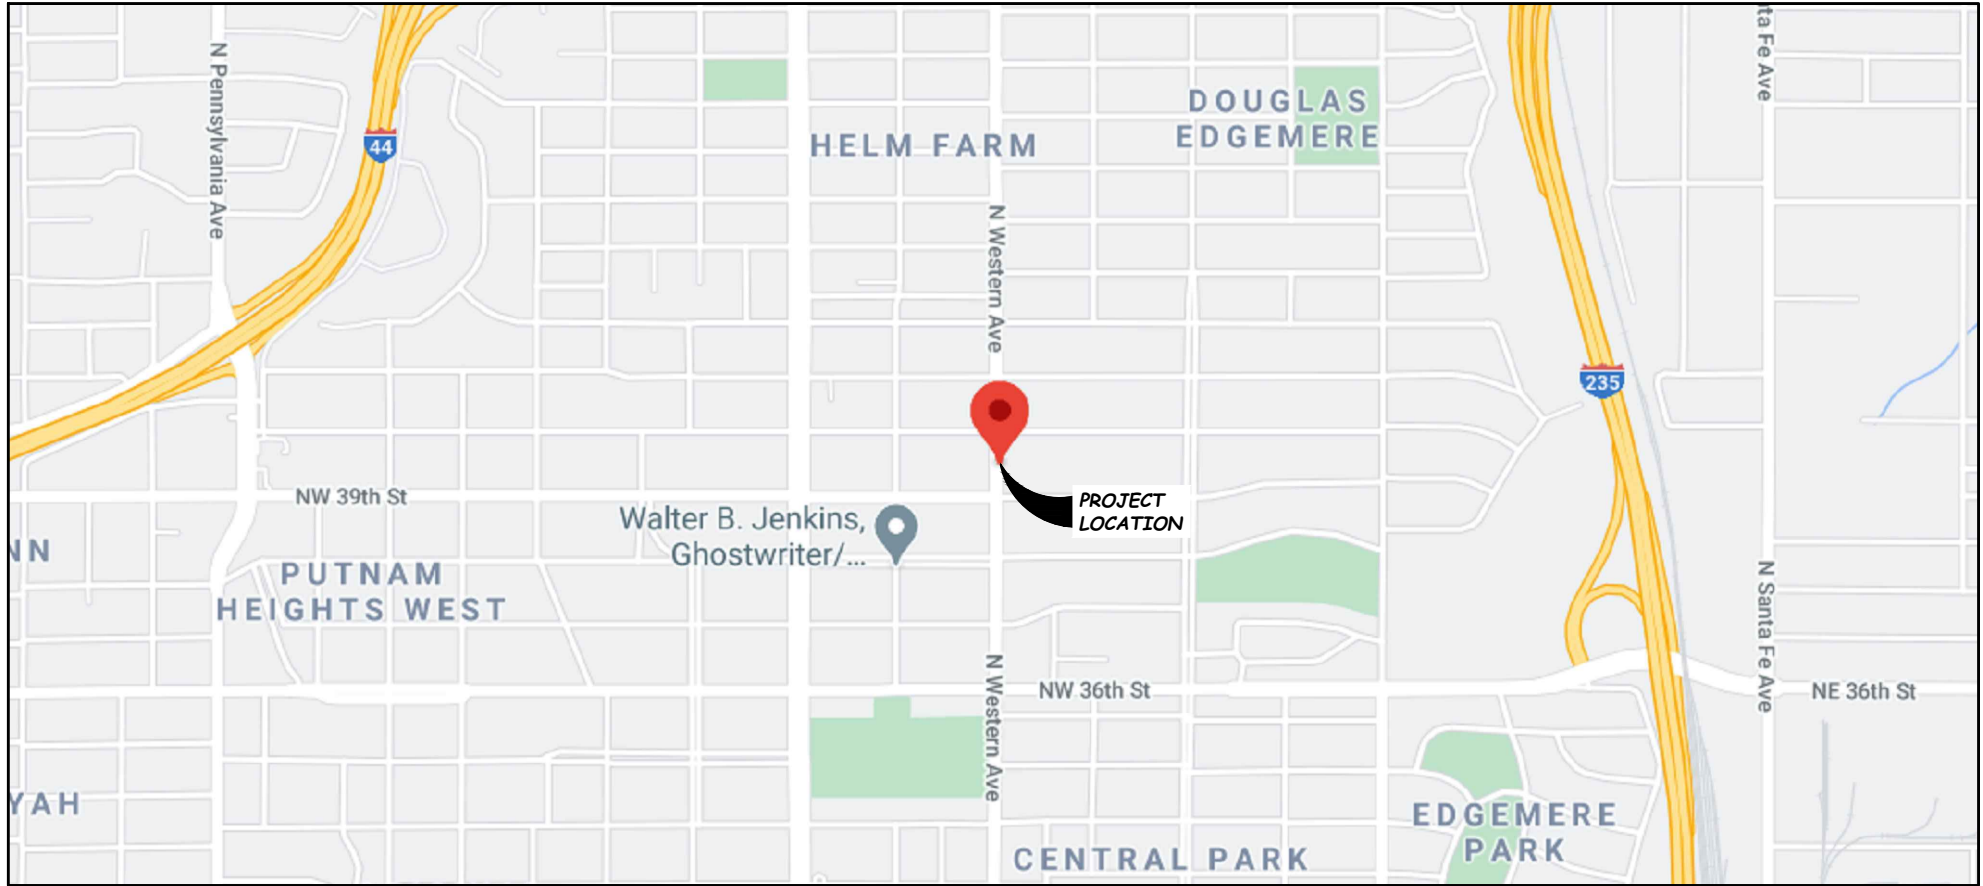 N Pennsylvania Ave
44
HELM FARM
DOUGLAS
EDGEMERE
ta Fe Ave
N Western Ave
235
NW 39th St
Walter B. Jenkins,
Ghostwriter/...
PROJECT
LOCATION
NN
PUTNAM
HEIGHTS WEST
N Western Ave
NW 36th St
N Santa Fe Ave
NE 36th St
YAH
EDGEMERE
PARK
CENTRAL PARK